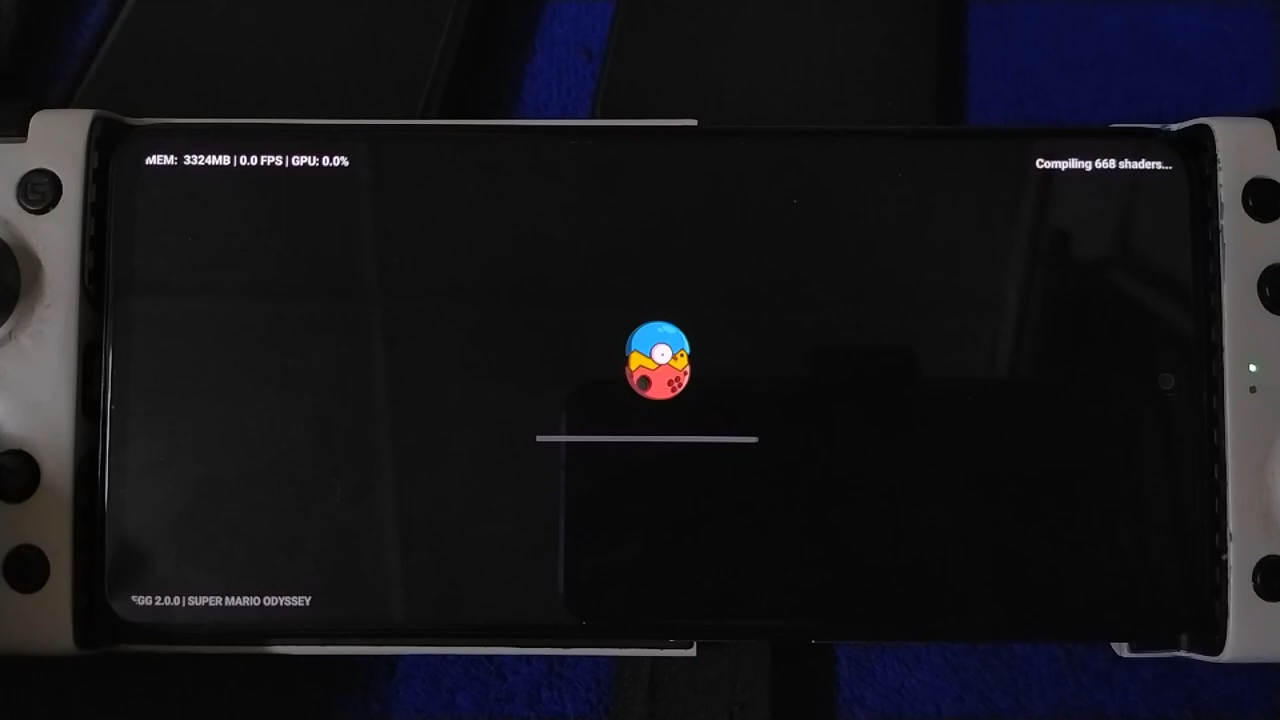 MEM: 3324MB | 0.0 FPS | GPU: 0.0%
Compiling 668 shaders...
EGG 2.0.0 | SUPER MARIO ODYSSEY